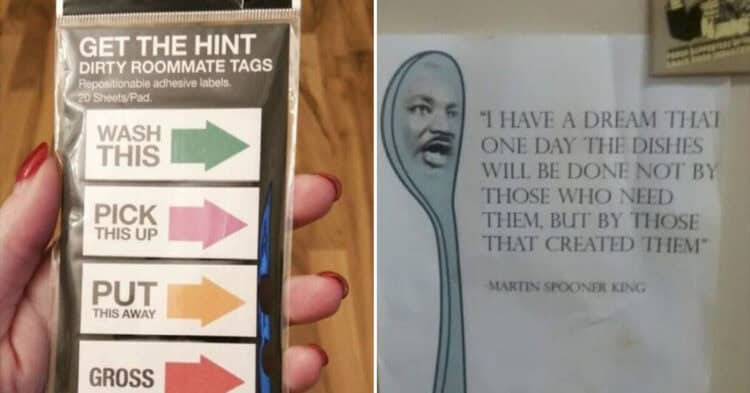 GET THE HINT
DIRTY ROOMMATE TAGS
Repositionable adhesive labels.
20 Sheets/Pad.
WASH
THIS
PICK
THIS UP
PUT
THIS AWAY
GROSS
"I HAVE A DREAM THAT
ONE DAY THE DISHES
WILL BE DONE NOT BY
THOSE WHO NEED
THEM, BUT BY THOSE
THAT CREATED THEM"
MARTIN SPOONER KING